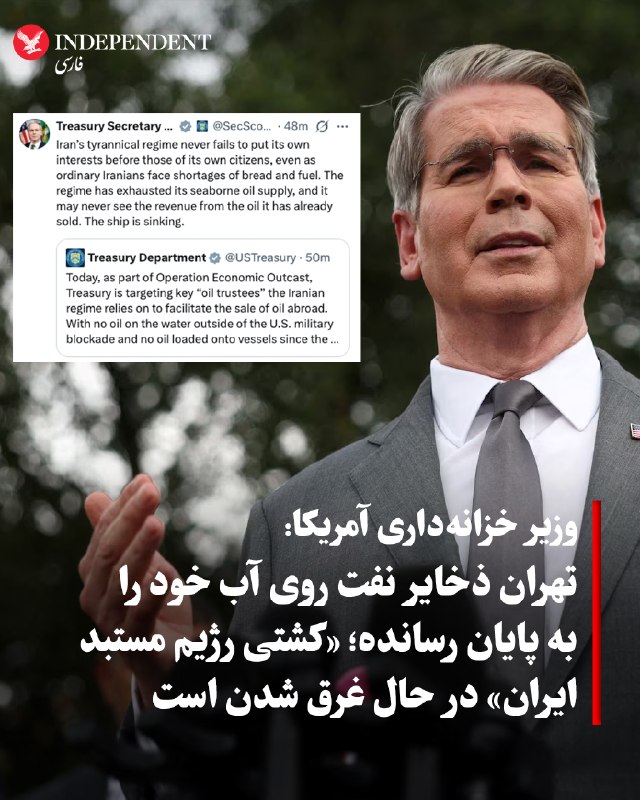 INDEPENDENT
فارسی
Treasury Secretary ... @SecSco... · 48m
Iran's tyrannical regime never fails to put its own
interests before those of its own citizens, even as
ordinary Iranians face shortages of bread and fuel. The
regime has exhausted its seaborne oil supply, and it
may never see the revenue from the oil it has already
sold. The ship is sinking.
Treasury Department @USTreasury · 50m
Today, as part of Operation Economic Outcast,
Treasury is targeting key "oil trustees" the Iranian
regime relies on to facilitate the sale of oil abroad.
With no oil on the water outside of the U.S. military
blockade and no oil loaded onto vessels since the ...
وزیر خزانه‌داری آمریکا:
تهران ذخایر نفت روی آب خود را
به پایان رسانده؛ «کشتی رژیم مستبد
ایران» در حال غرق شدن است